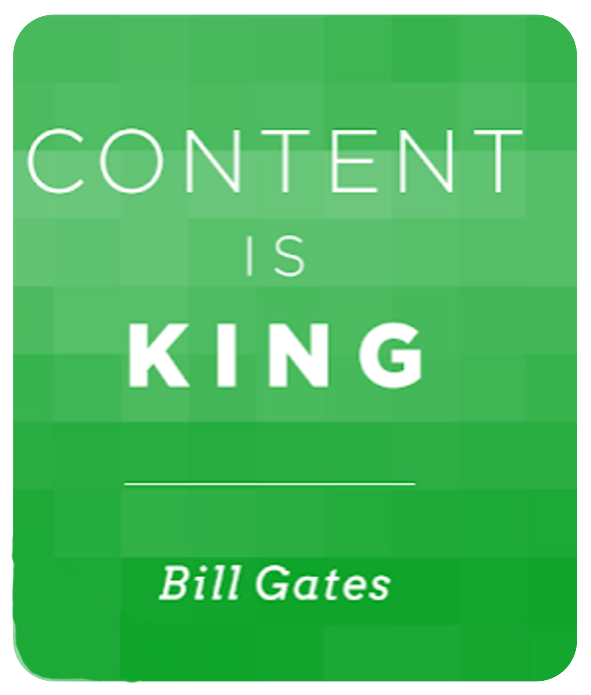 CONTENT
IS
KING
Bill Gates